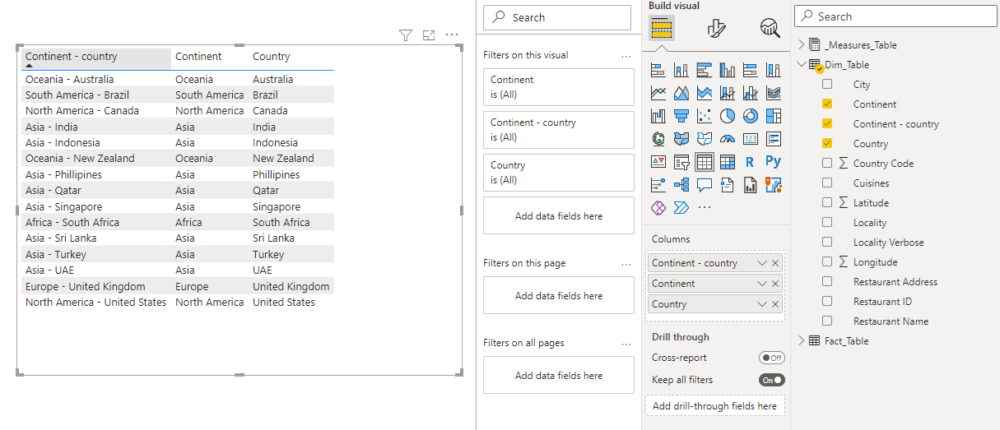 Continent - country Continent Country
Oceania - Australia Oceania Australia
South America - Brazil South America Brazil
North America - Canada North America Canada
Asia - India Asia India
Asia - Indonesia Asia Indonesia
Oceania - New Zealand Oceania New Zealand
Asia - Phillipines Asia Phillipines
Asia - Qatar Asia Qatar
Asia - Singapore Asia Singapore
Africa - South Africa Africa South Africa
Asia - Sri Lanka Asia Sri Lanka
Asia - Turkey Asia Turkey
Asia - UAE Asia UAE
Europe - United Kingdom Europe United Kingdom
North America - United States North America United States
Search
Filters on this visual
Continent
is (All)
Continent - country
is (All)
Country
is (All)
Add data fields here
Filters on this page
Add data fields here
Filters on all pages
Add data fields here
Build visual
123
R
Py
Columns
Continent - country
Continent
Country
Drill through
Cross-report Off
Keep all filters On
Add drill-through fields here
Search
_Measures_Table
Dim_Table
City
Continent
Continent - country
Country
Country Code
Cuisines
Latitude
Locality
Locality Verbose
Longitude
Restaurant Address
Restaurant ID
Restaurant Name
Fact_Table